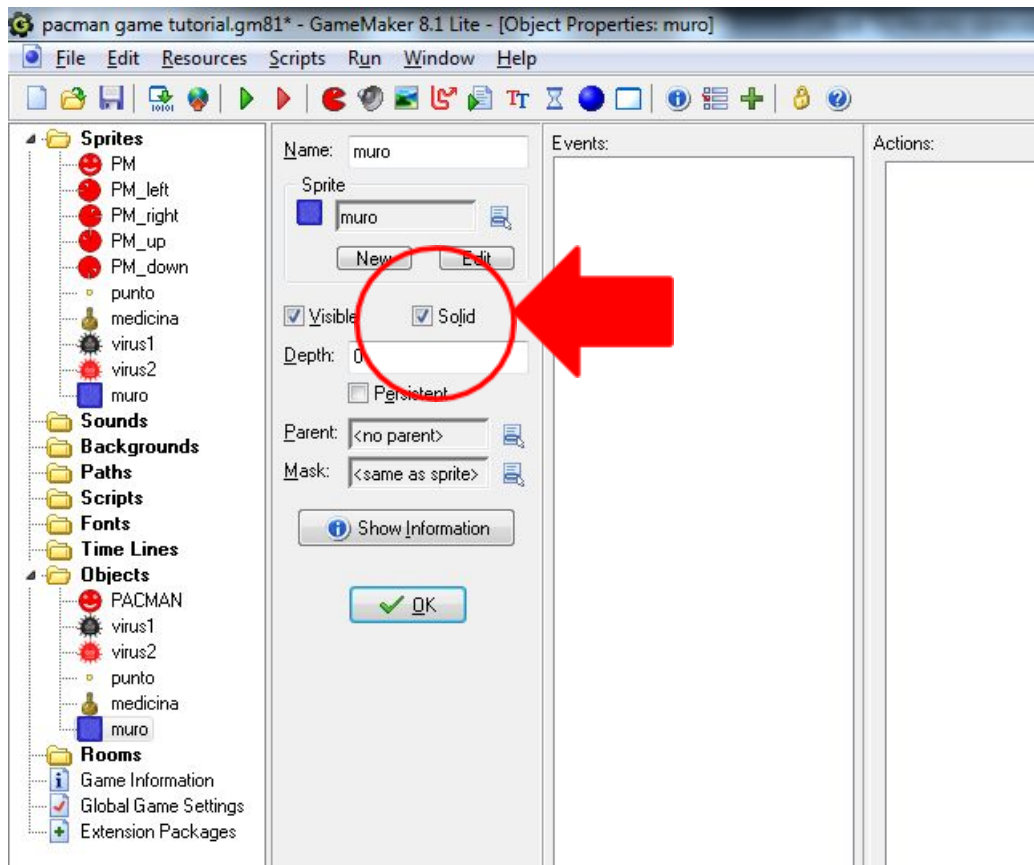 pacman game tutorial.gm81* - GameMaker 8.1 Lite - [Object Properties: muro]
File Edit Resources Scripts Run Window Help
Sprites
PM
PM_left
PM_right
PM_up
PM_down
punto
medicina
virus1
virus2
muro
Sounds
Backgrounds
Paths
Scripts
Fonts
Time Lines
Objects
PACMAN
virus1
virus2
punto
medicina
muro
Rooms
Game Information
Global Game Settings
Extension Packages
Name: muro
Sprite
muro
New Edit
Visible Solid
Depth: 0
Persistent
Parent: <no parent>
Mask: <same as sprite>
Show Information
OK
Events:
Actions: